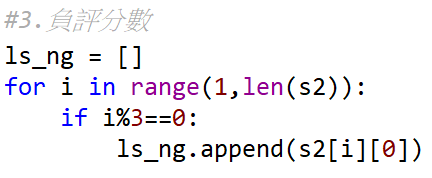 #3.負評分數
ls_ng = []
for i in range(1,len(s2)):
    if i%3==0:
        ls_ng.append(s2[i][0])